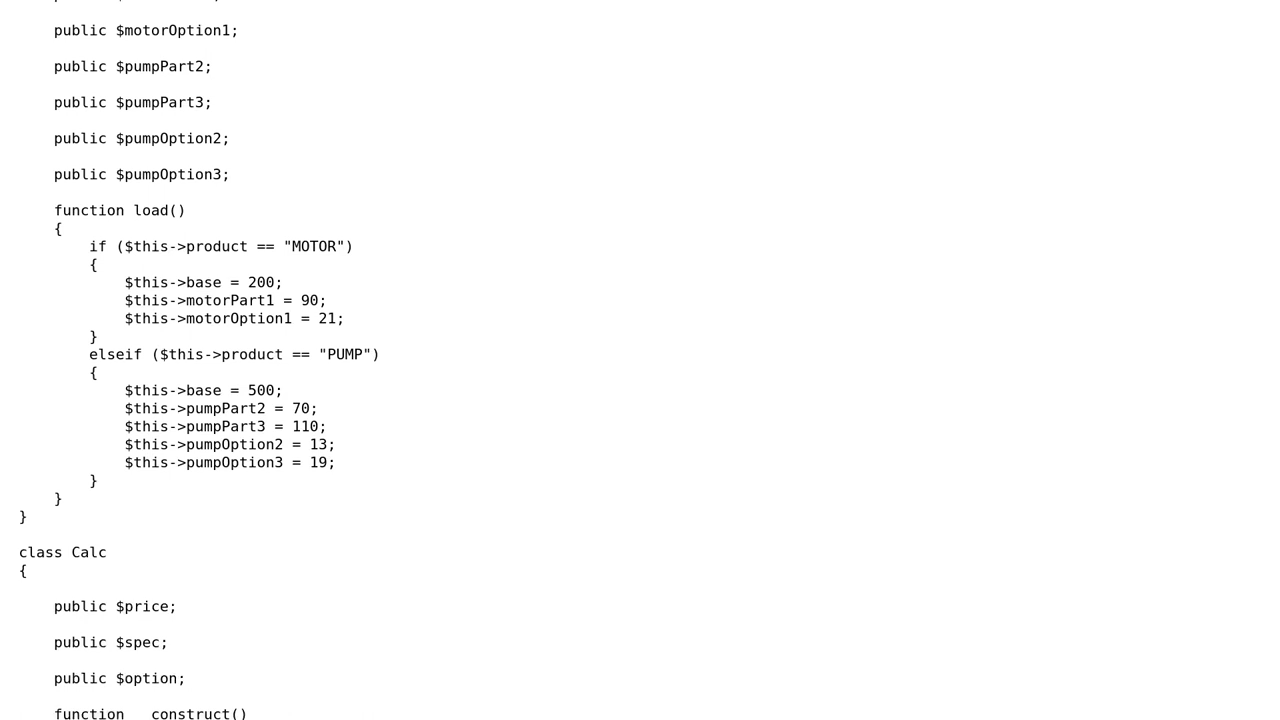 public $motorOption1;
public $pumpPart2;
public $pumpPart3;
public $pumpOption2;
public $pumpOption3;
function load()
{
if ($this->product == "MOTOR")
{
$this->base = 200;
$this->motorPart1 = 90;
$this->motorOption1 = 21;
}
elseif ($this->product == "PUMP")
{
$this->base = 500;
$this->pumpPart2 = 70;
$this->pumpPart3 = 110;
$this->pumpOption2 = 13;
$this->pumpOption3 = 19;
}
}
}
class Calc
{
public $price;
public $spec;
public $option;
function __construct()